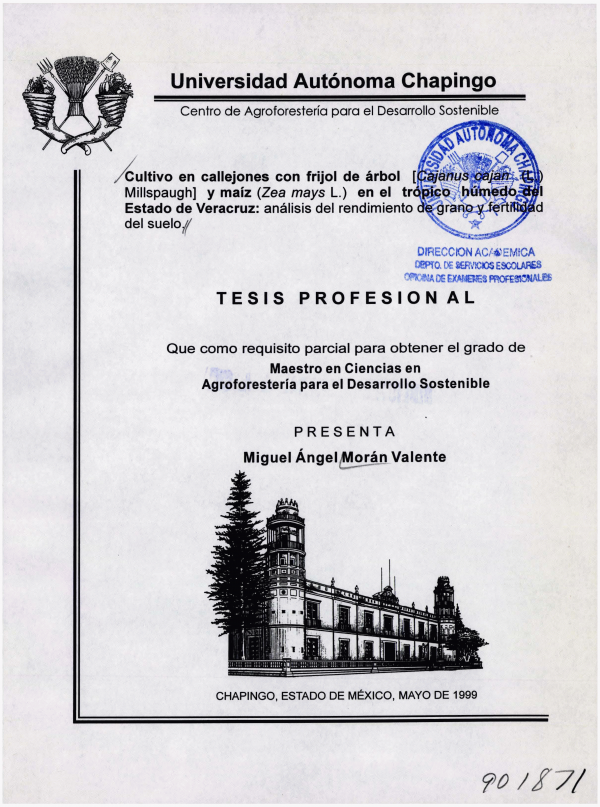 Universidad Autónoma Chapingo
Centro de Agroforestería para el Desarrollo Sostenible
UNIVERSIDAD AUTONOMA CHAPINGO
Cultivo en callejones con frijol de árbol [Cajanus cajan (L.)
Millspaugh] y maíz (Zea mays L.) en el trópico húmedo del
Estado de Veracruz: análisis del rendimiento de grano y fertilidad
del suelo.
DIRECCION ACADEMICA
DEPTO. DE SERVICIOS ESCOLARES
OFICINA DE EXAMENES PROFESIONALES
TESIS PROFESIONAL
Que como requisito parcial para obtener el grado de
Maestro en Ciencias en
Agroforestería para el Desarrollo Sostenible
PRESENTA
Miguel Ángel Morán Valente
CHAPINGO, ESTADO DE MÉXICO, MAYO DE 1999
901871